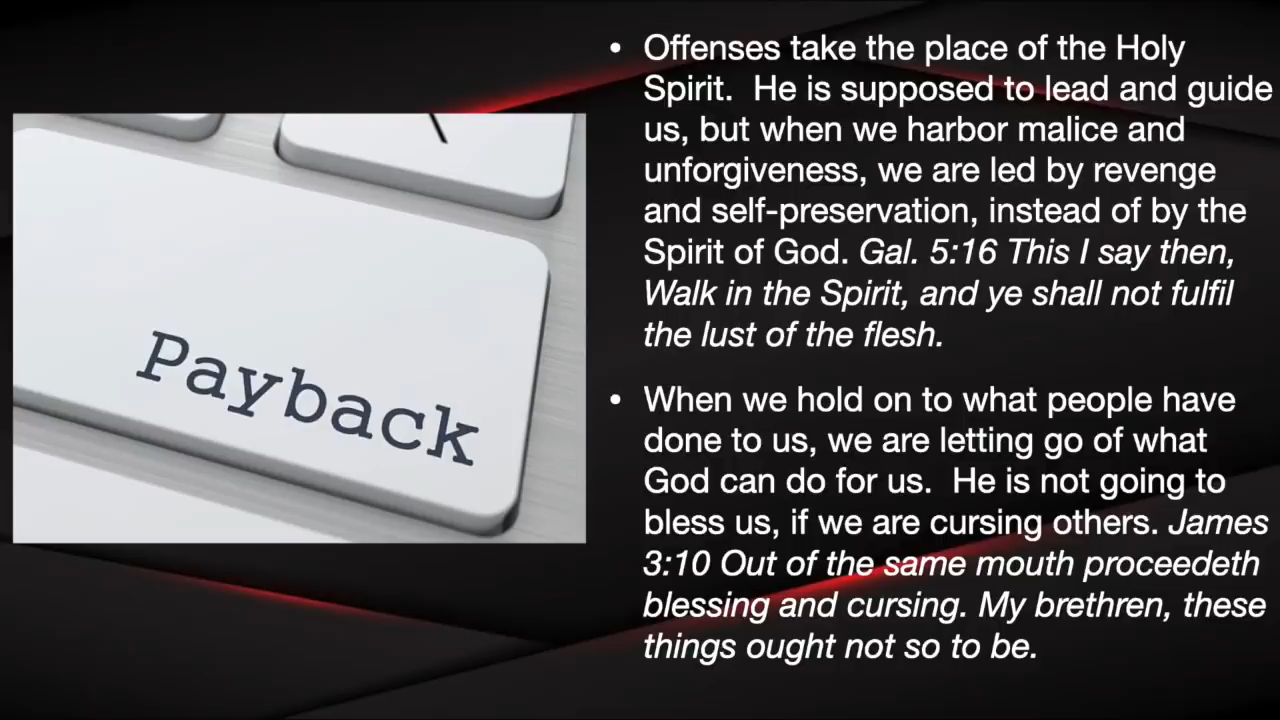 Payback
• Offenses take the place of the Holy
Spirit.  He is supposed to lead and guide
us, but when we harbor malice and
unforgiveness, we are led by revenge
and self-preservation, instead of by the
Spirit of God. Gal. 5:16 This I say then,
Walk in the Spirit, and ye shall not fulfil
the lust of the flesh.
• When we hold on to what people have
done to us, we are letting go of what
God can do for us.  He is not going to
bless us, if we are cursing others. James
3:10 Out of the same mouth proceedeth
blessing and cursing. My brethren, these
things ought not so to be.